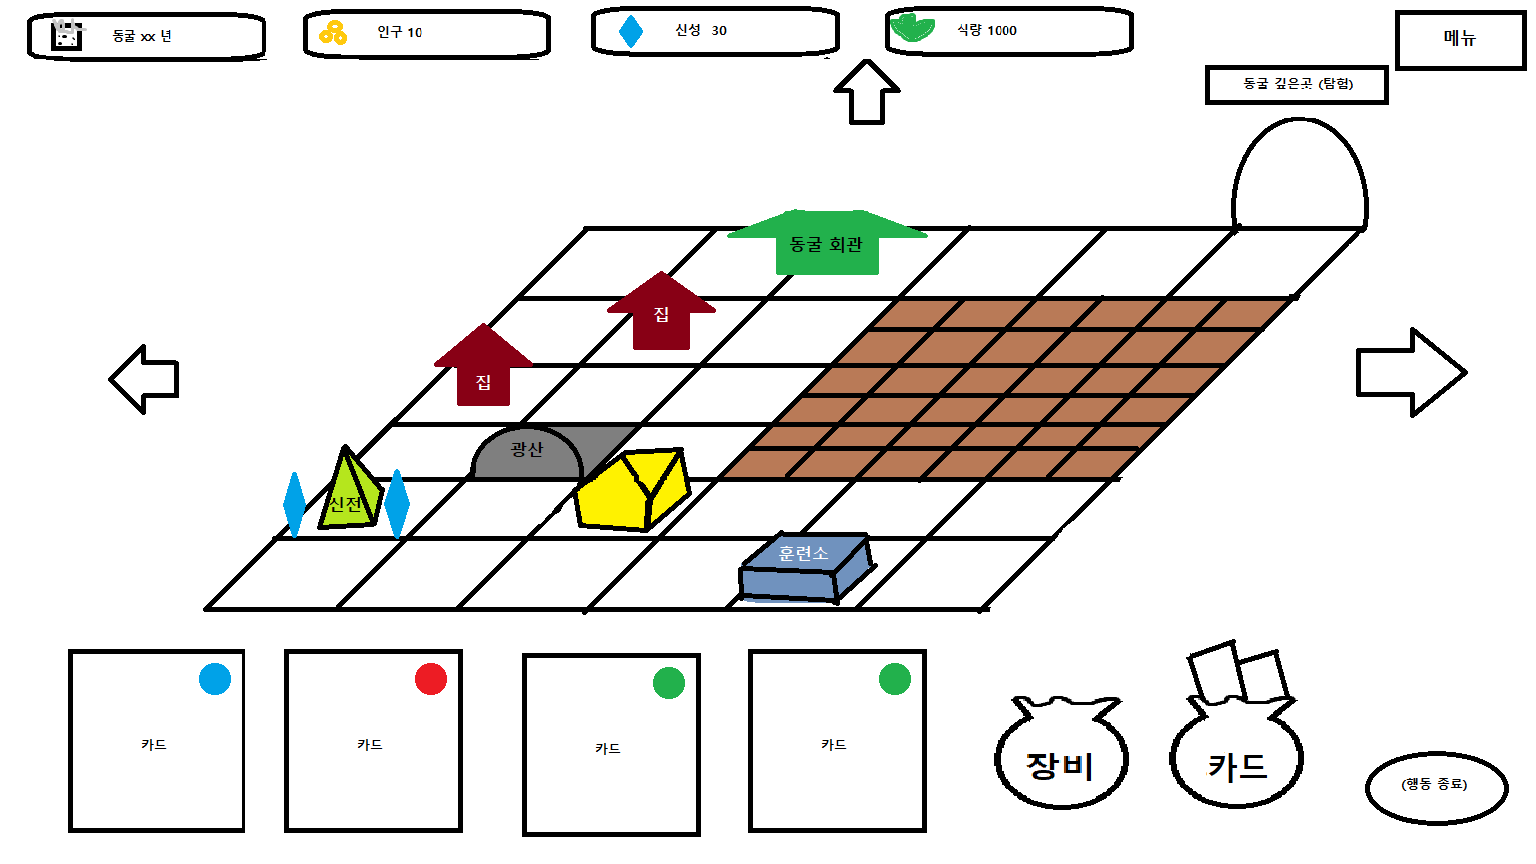 동굴 xx 년
인구 10
신성 30
식량 1000
메뉴
동굴 깊은곳 (탐험)
동굴 회관
집
집
광산
신전
훈련소
카드
카드
카드
카드
장비
카드
(행동 종료)